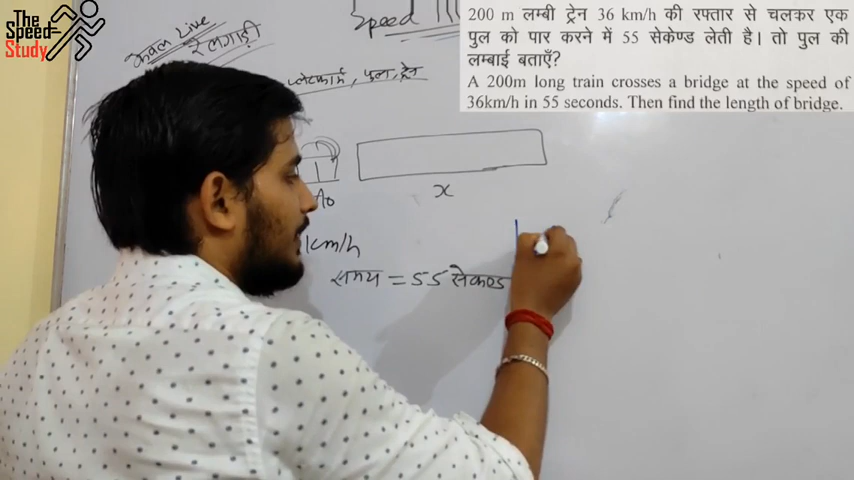 The
Speed
Study
Speed
केवल Live
रेलगाड़ी
प्लेटफार्म, पुल, ट्रेन
200 m लम्बी ट्रेन 36 km/h की रफ्तार से चलकर एक
पुल को पार करने में 55 सेकेण्ड लेती है। तो पुल की
लम्बाई बताएँ?
A 200m long train crosses a bridge at the speed of
36km/h in 55 seconds. Then find the length of bridge.
x
km/h
समय = 55 सेकण्ड